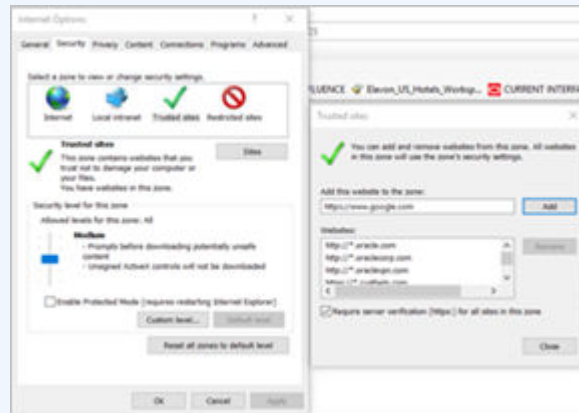 Internet Options
? ×
General Security Privacy Content Connections Programs Advanced
Select a zone to view or change security settings.
Internet Local intranet Trusted sites Restricted sites
Trusted sites
Sites
This zone contains websites that you
trust not to damage your computer or
your files.
You have websites in this zone.
Security level for this zone
Allowed levels for this zone: All
Medium
- Prompts before downloading potentially unsafe
content
- Unsigned ActiveX controls will not be downloaded
Enable Protected Mode (requires restarting Internet Explorer)
Custom level... Default level
Reset all zones to default level
OK Cancel Apply
Elavon_US_Hotels_Worksp... CURRENT INTERFA
Trusted sites ×
You can add and remove websites from this zone. All websites
in this zone will use the zone's security settings.
Add this website to the zone:
https://www.google.com Add
Websites:
http://*.oracle.com Remove
http://*.oraclecorp.com
http://*.oraclevpn.com
Require server verification (https:) for all sites in this zone
Close